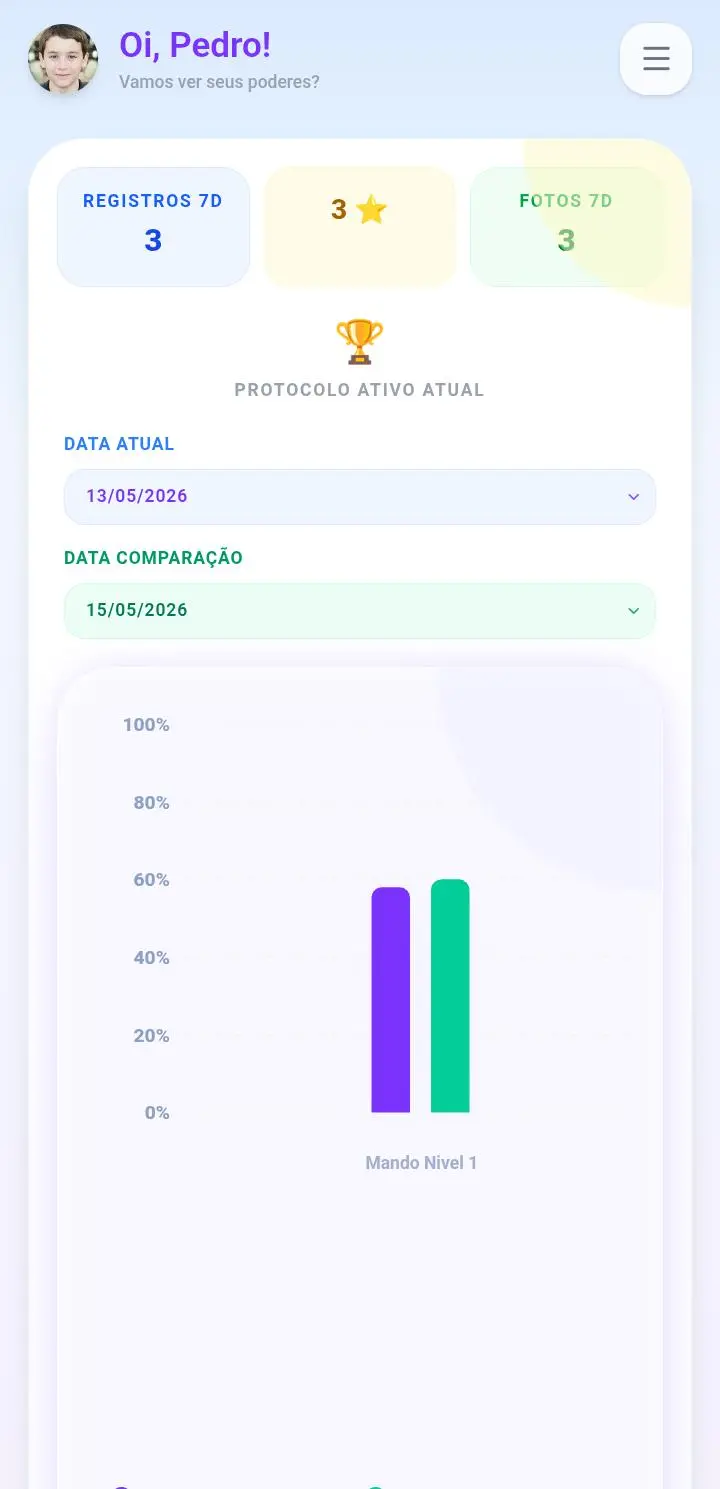 Oi, Pedro!
Vamos ver seus poderes?
REGISTROS 7D
3
3 ⭐
FOTOS 7D
3
PROTOCOLO ATIVO ATUAL
DATA ATUAL
13/05/2026
DATA COMPARAÇÃO
15/05/2026
100%
80%
60%
40%
20%
0%
Mando Nivel 1